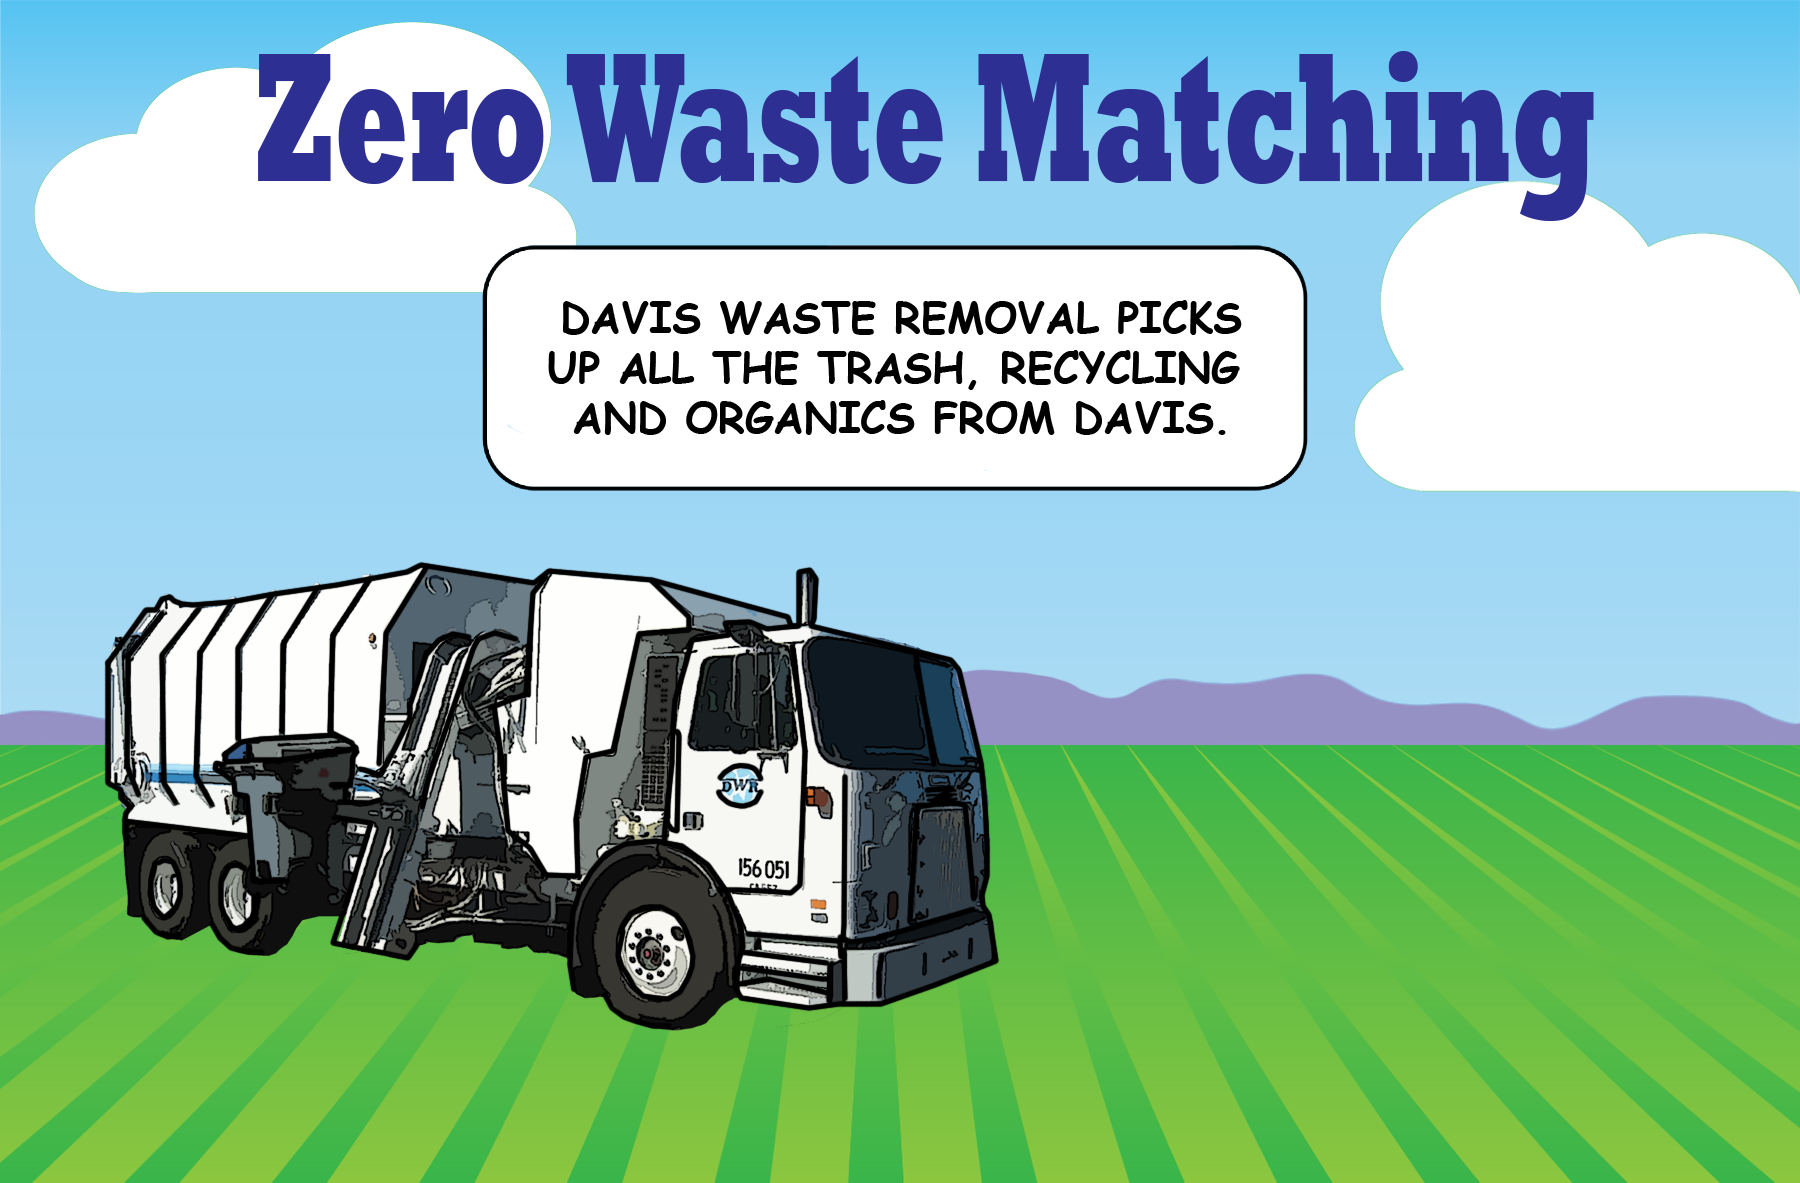 Zero Waste Matching
DAVIS WASTE REMOVAL PICKS
UP ALL THE TRASH, RECYCLING
AND ORGANICS FROM DAVIS.
DWR
156 051